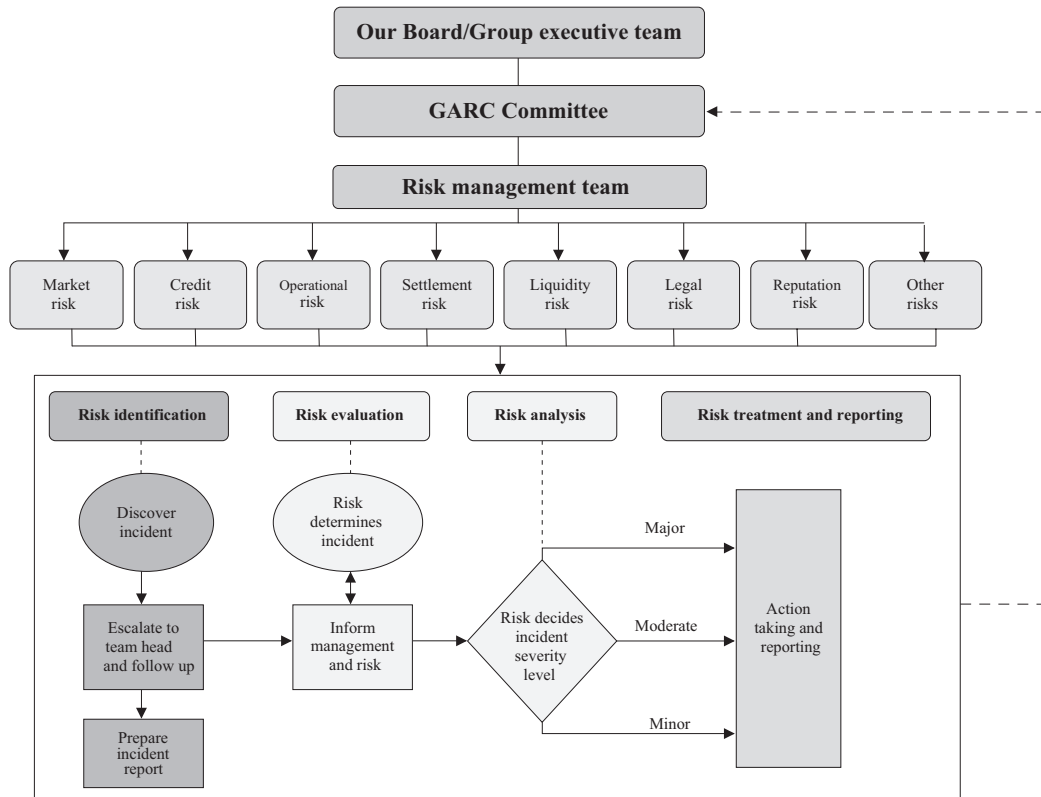 Our Board/Group executive team
GARC Committee
Risk management team
Market
risk
Credit
risk
Operational
risk
Settlement
risk
Liquidity
risk
Legal
risk
Reputation
risk
Other
risks
Risk identification
Risk evaluation
Risk analysis
Risk treatment and reporting
Discover
incident
Risk
determines
incident
Major
Escalate to
team head
and follow up
Inform
management
and risk
Risk decides
incident
severity
level
Moderate
Action
taking and
reporting
Minor
Prepare
incident
report